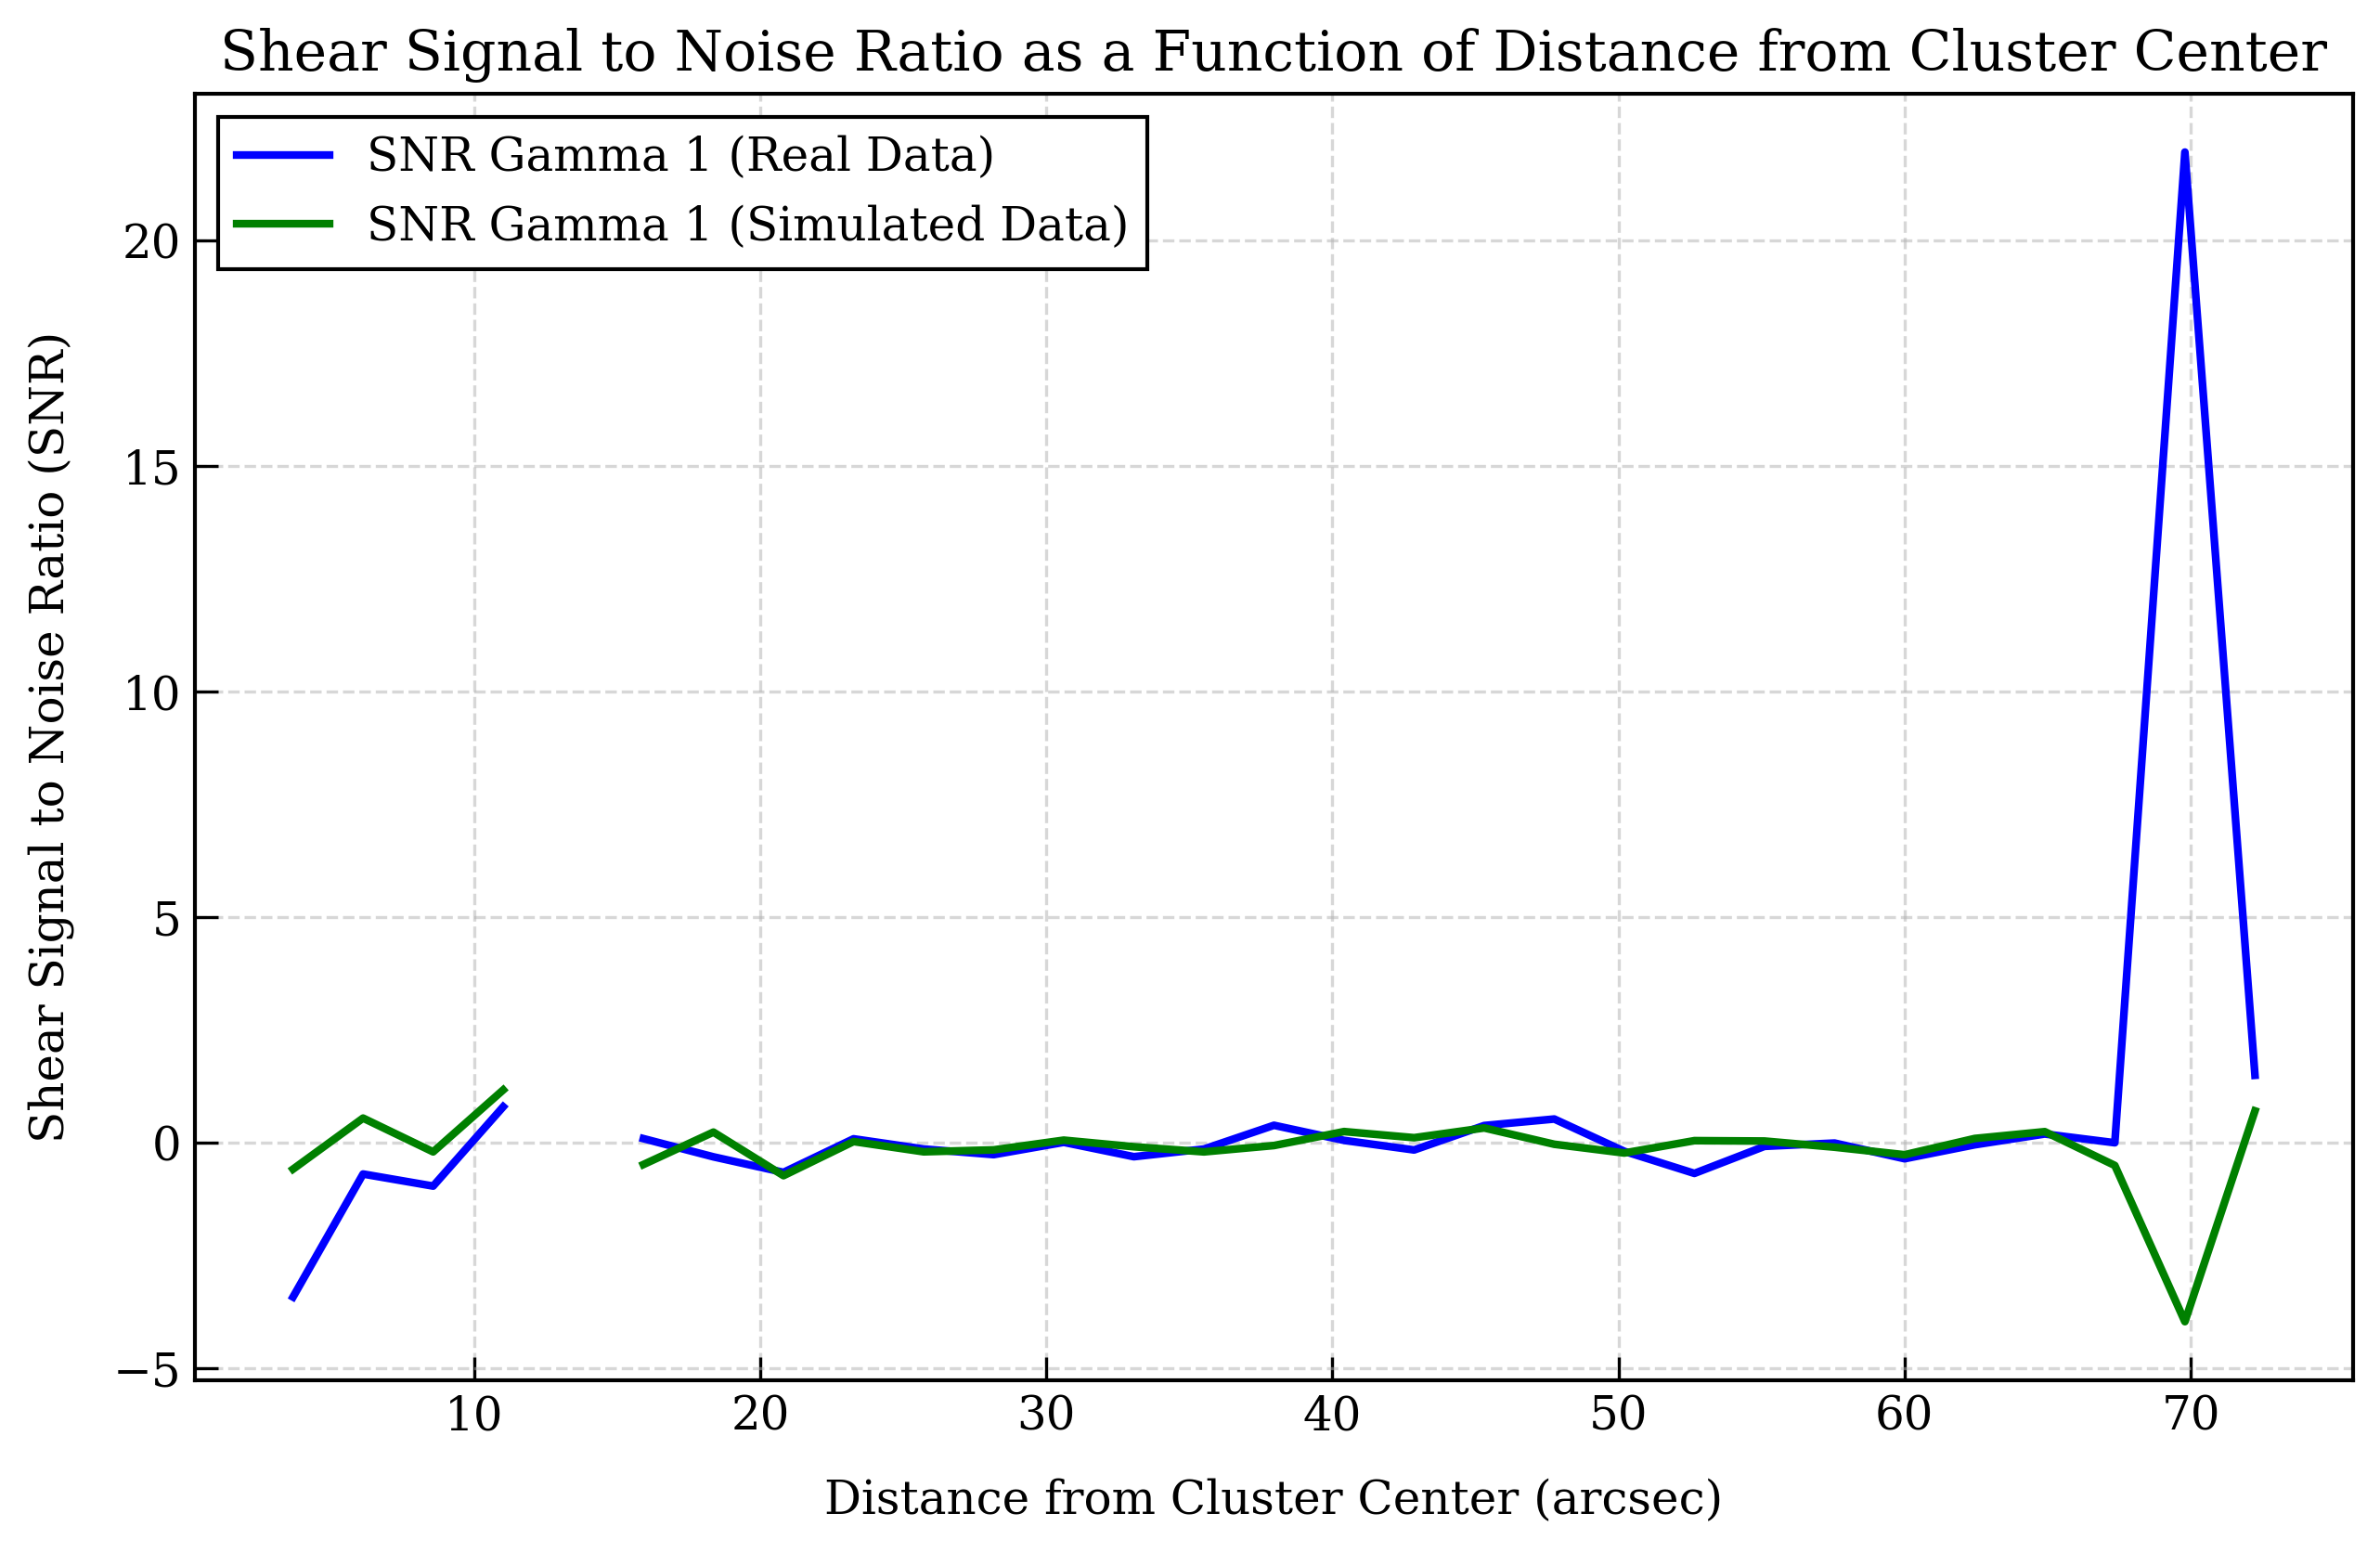 Shear Signal to Noise Ratio as a Function of Distance from Cluster Center
SNR Gamma 1 (Real Data)
SNR Gamma 1 (Simulated Data)
Shear Signal to Noise Ratio (SNR)
20
15
10
5
0
−5
10 20 30 40 50 60 70
Distance from Cluster Center (arcsec)